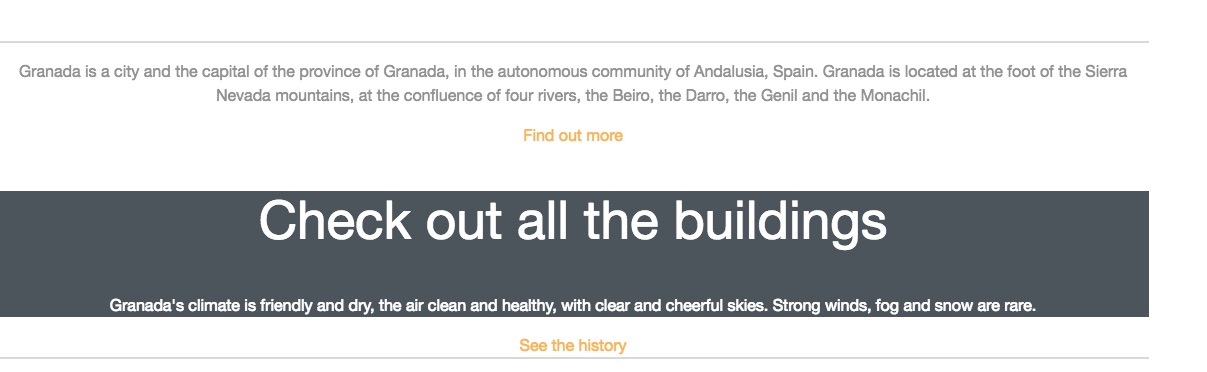 Granada is a city and the capital of the province of Granada, in the autonomous community of Andalusia, Spain. Granada is located at the foot of the Sierra
Nevada mountains, at the confluence of four rivers, the Beiro, the Darro, the Genil and the Monachil.
Find out more
Check out all the buildings
Granada's climate is friendly and dry, the air clean and healthy, with clear and cheerful skies. Strong winds, fog and snow are rare.
See the history